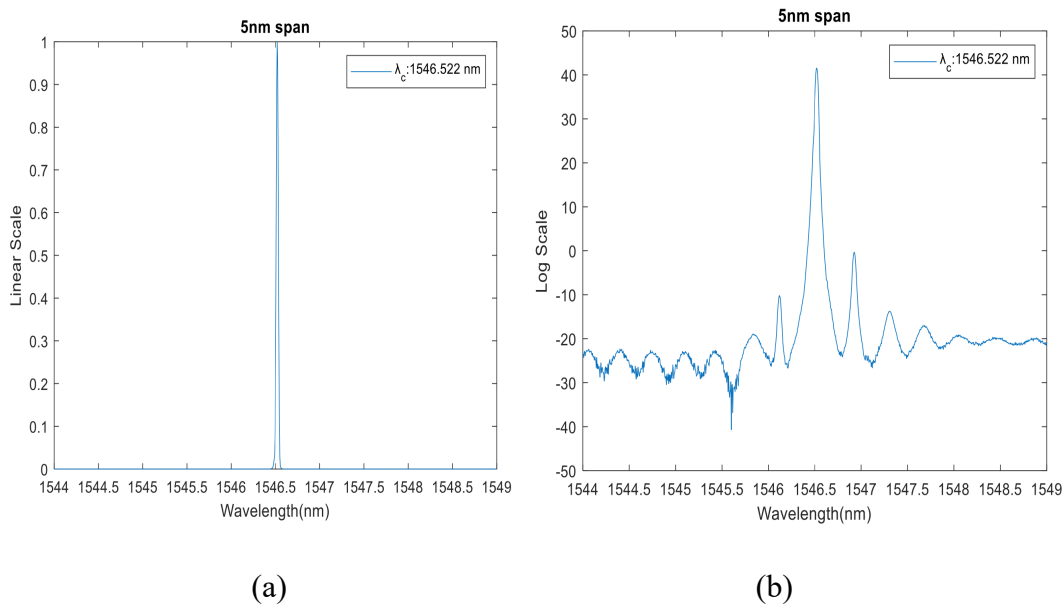 5nm span
λc:1546.522 nm
Linear Scale
1
0.9
0.8
0.7
0.6
0.5
0.4
0.3
0.2
0.1
0
1544 1544.5 1545 1545.5 1546 1546.5 1547 1547.5 1548 1548.5 1549
Wavelength(nm)
(a)
5nm span
λc:1546.522 nm
Log Scale
50
40
30
20
10
0
-10
-20
-30
-40
-50
1544 1544.5 1545 1545.5 1546 1546.5 1547 1547.5 1548 1548.5 1549
Wavelength(nm)
(b)